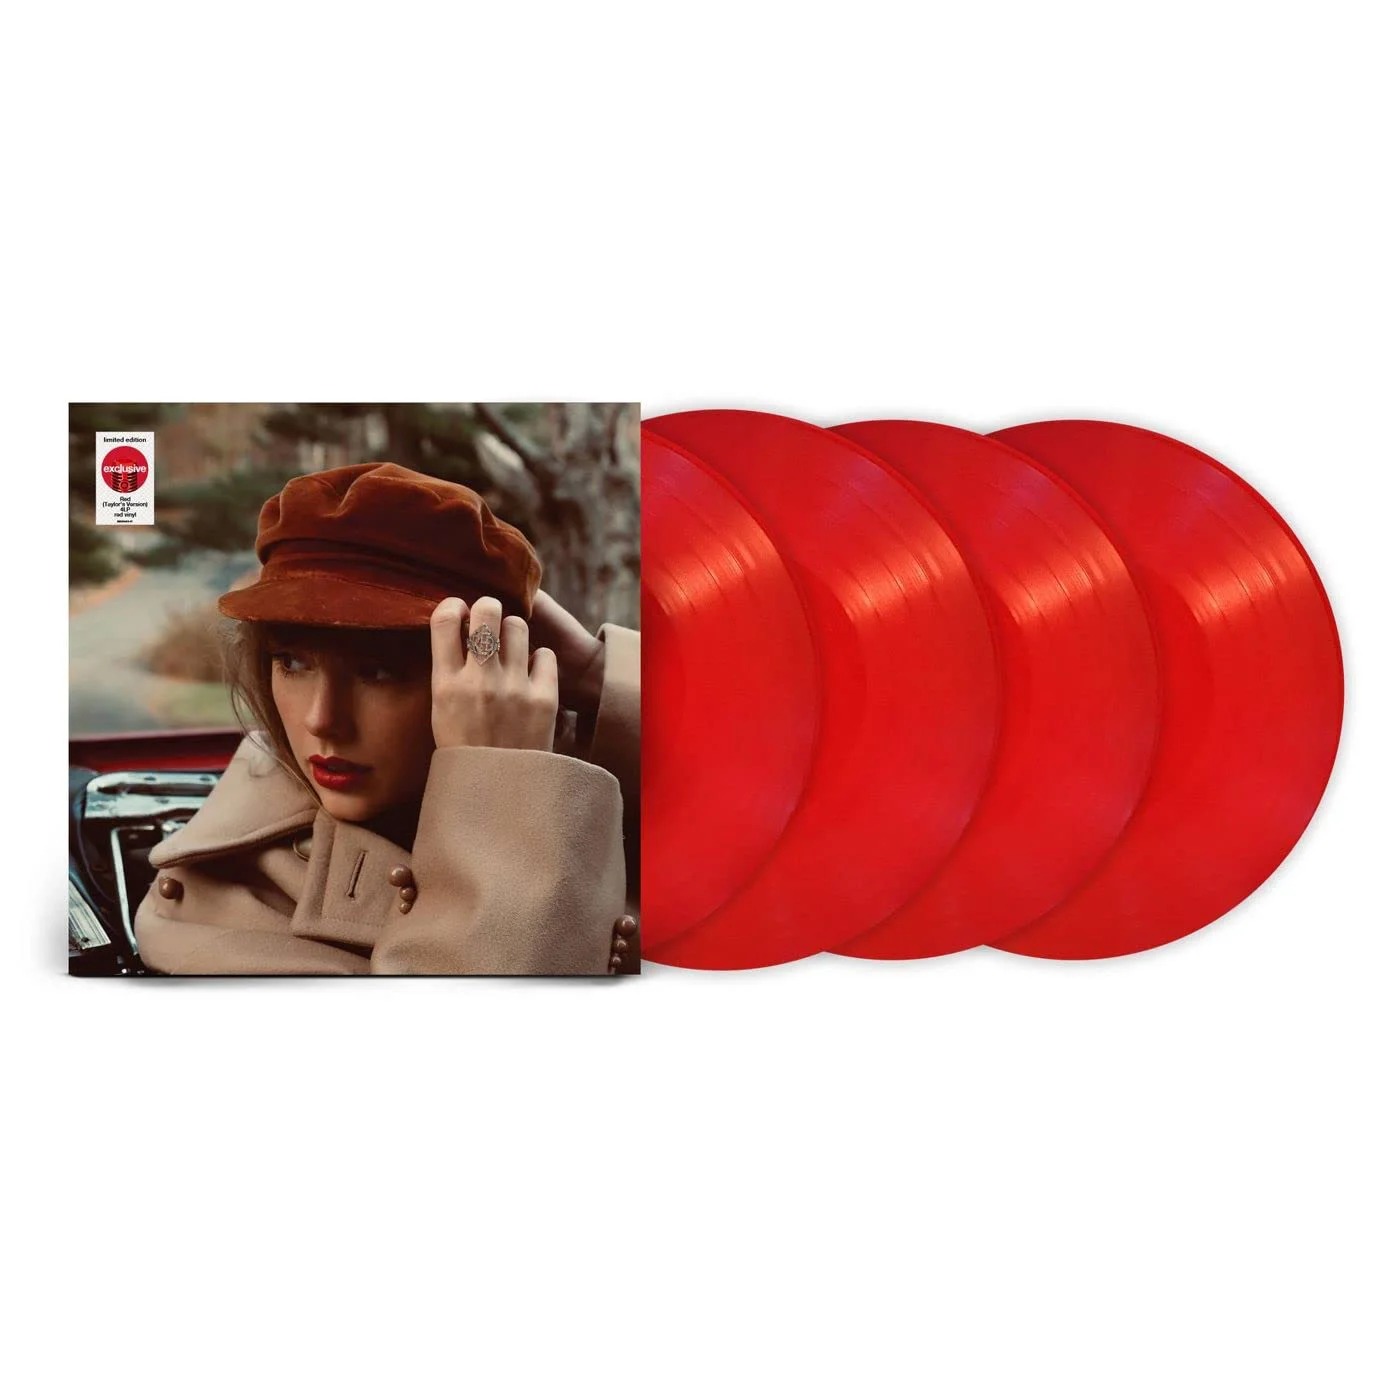 limited edition
exclusive
Red
(Taylor's Version)
4LP
red vinyl